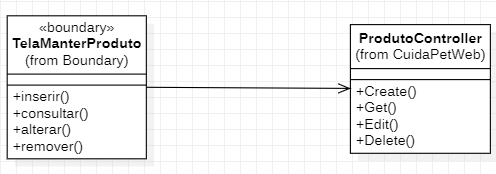 «boundary»
TelaManterProduto
(from Boundary)
+inserir()
+consultar()
+alterar()
+remover()
ProdutoController
(from CuidaPetWeb)
+Create()
+Get()
+Edit()
+Delete()